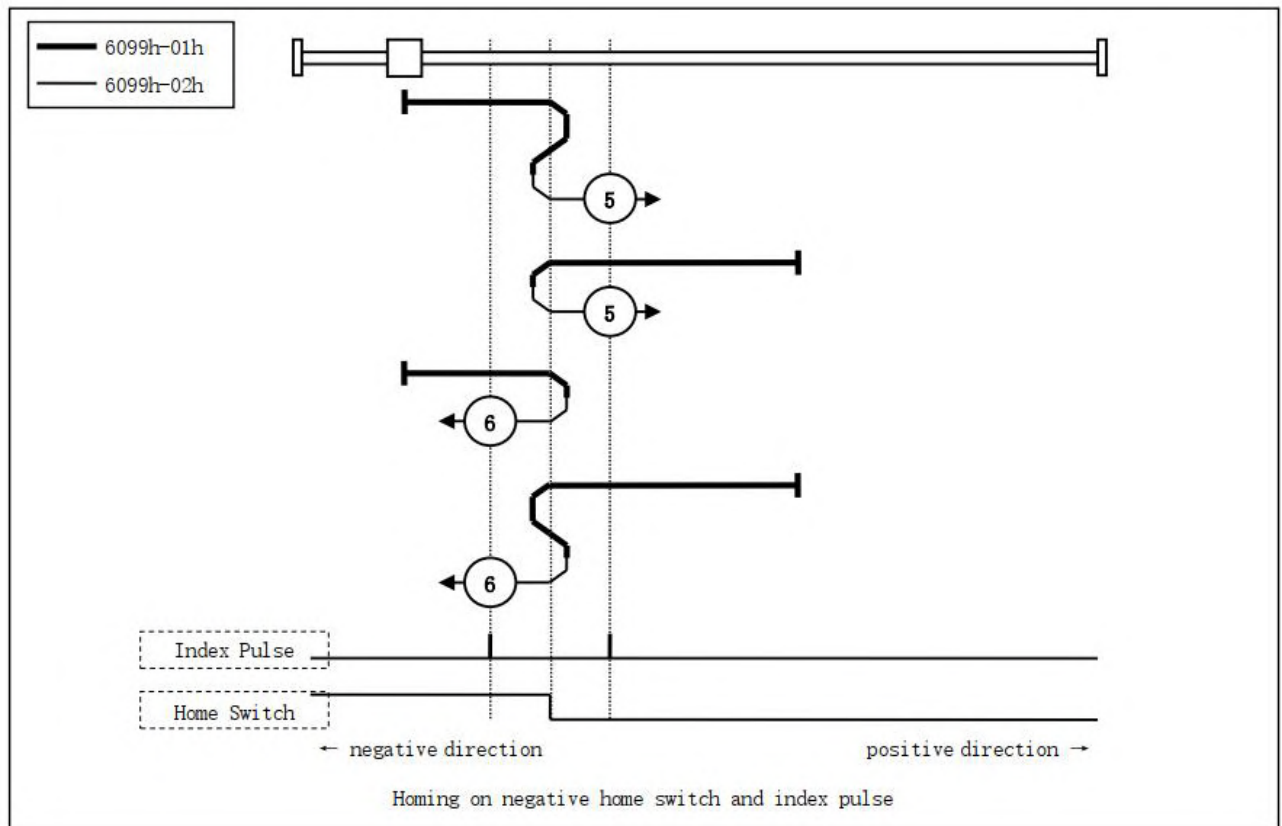 6099h-01h
6099h-02h
5
5
6
6
Index Pulse
Home Switch
← negative direction
positive direction →
Homing on negative home switch and index pulse